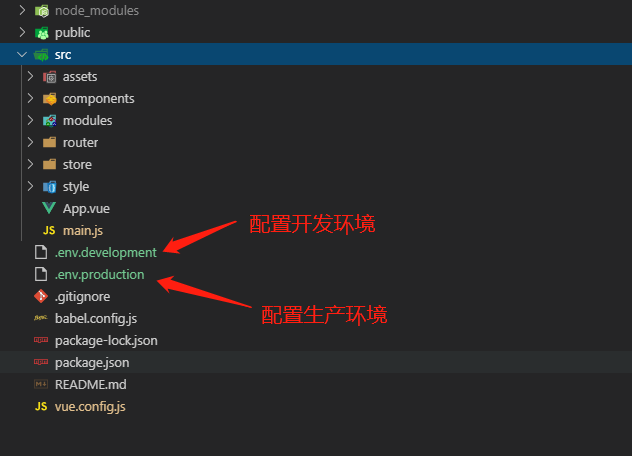 node_modules
public
src
assets
components
modules
router
store
style
App.vue
JS main.js
.env.development
.env.production
.gitignore
babel.config.js
package-lock.json
package.json
README.md
JS vue.config.js
配置开发环境
配置生产环境